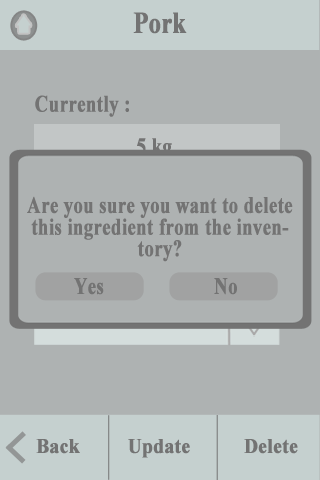 Pork
Currently :
5 kg
Are you sure you want to delete
this ingredient from the inven-
tory?
Yes
No
Back
Update
Delete